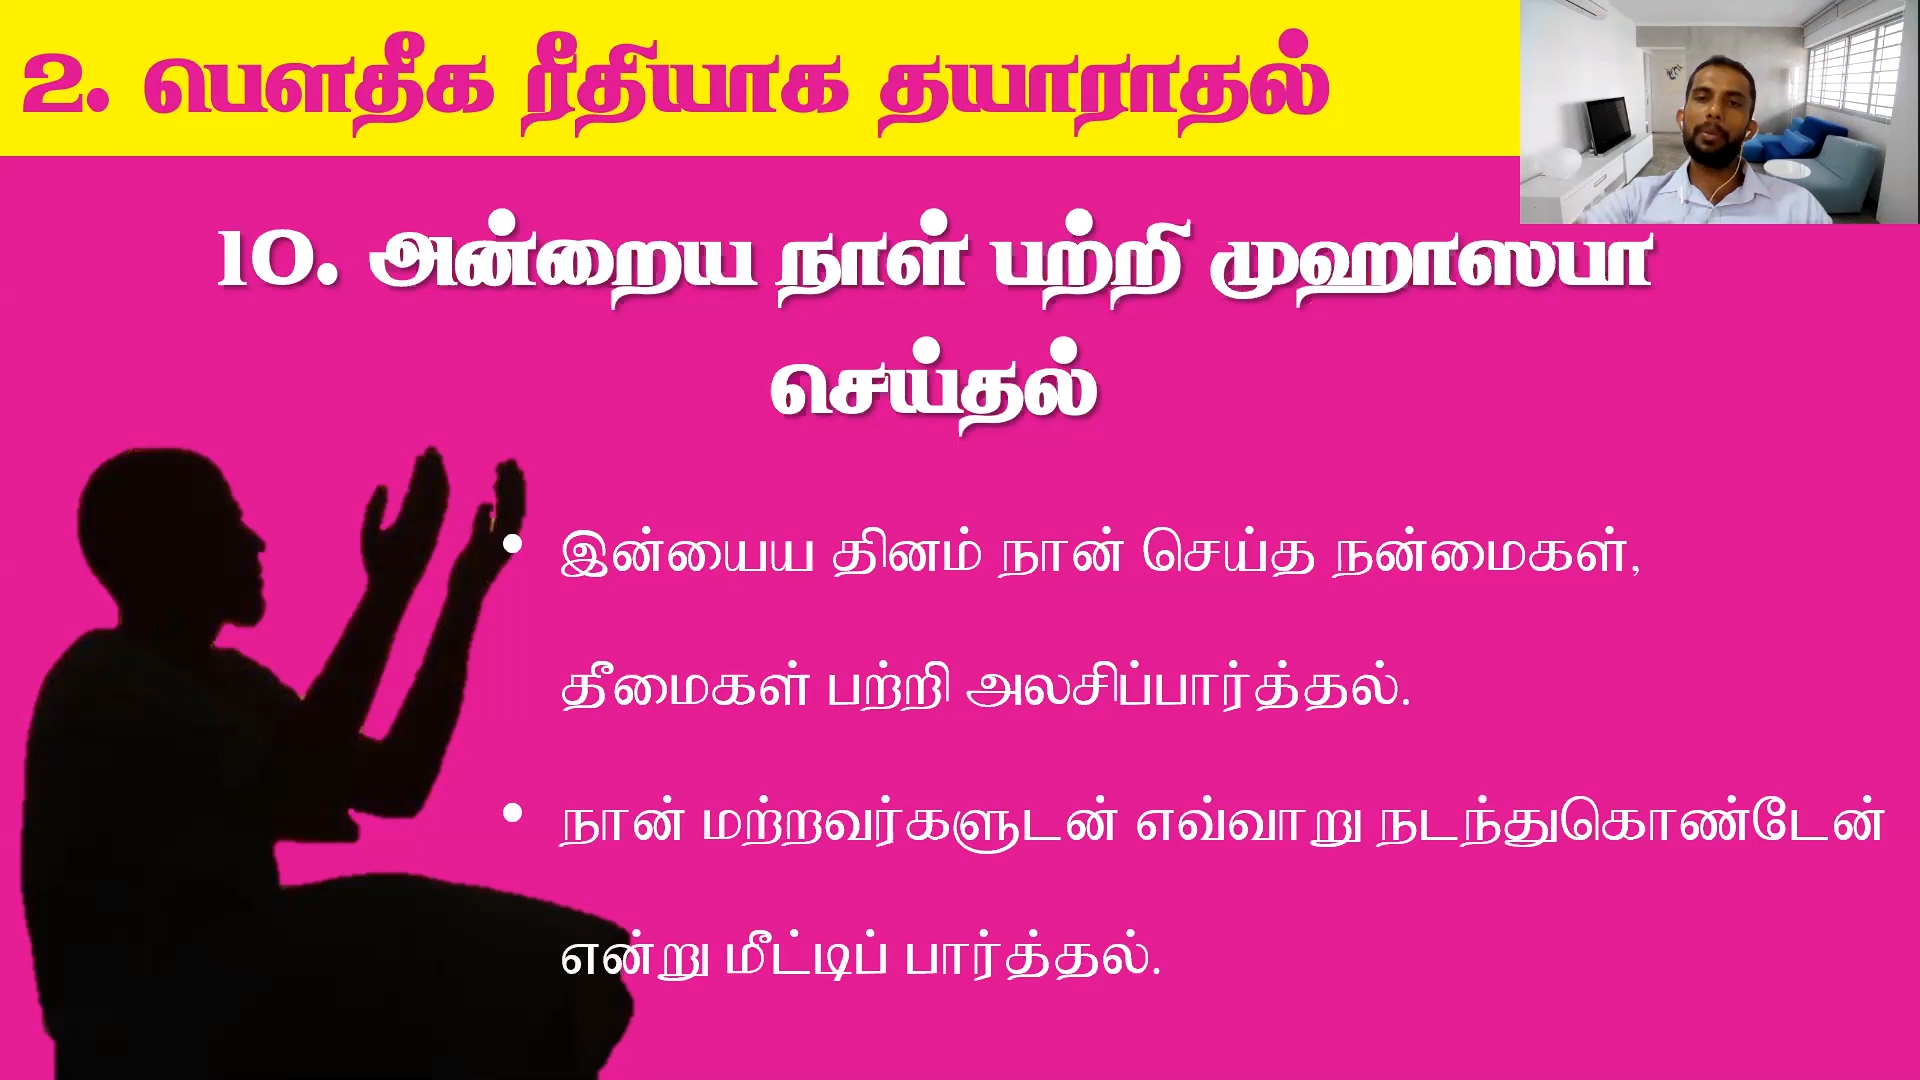 2. பௌதீக ரீதியாக தயாராதல்
10. அன்றைய நாள் பற்றி முஹாஸபா
செய்தல்
• இன்யைய தினம் நான் செய்த நன்மைகள்,
தீமைகள் பற்றி அலசிப்பார்த்தல்.
• நான் மற்றவர்களுடன் எவ்வாறு நடந்துகொண்டேன்
என்று மீட்டிப் பார்த்தல்.